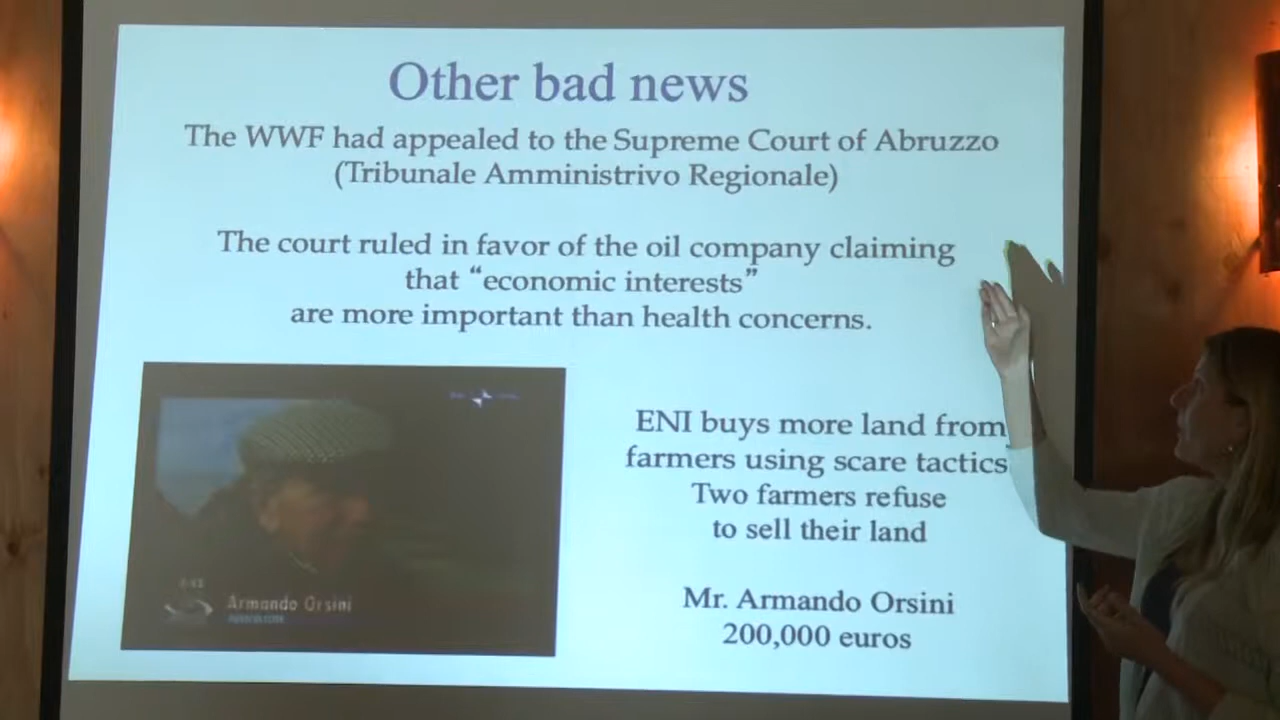 Other bad news
The WWF had appealed to the Supreme Court of Abruzzo
(Tribunale Amministrivo Regionale)
The court ruled in favor of the oil company claiming
that “economic interests”
are more important than health concerns.
ENI buys more land from
farmers using scare tactics
Two farmers refuse
to sell their land
Mr. Armando Orsini
200,000 euros
Armando Orsini